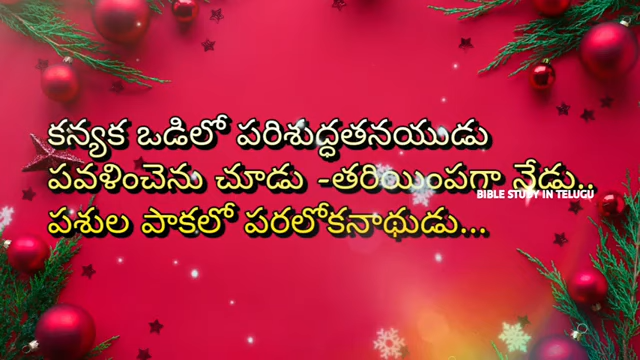 కన్యక ఒడిలో పరిశుద్ధతనయుడు
పవళించెను చూడు -తరియింపగా నేడు..
BIBLE STUDY IN TELUGU
పశుల పాకలో పరలోకనాథుడు...